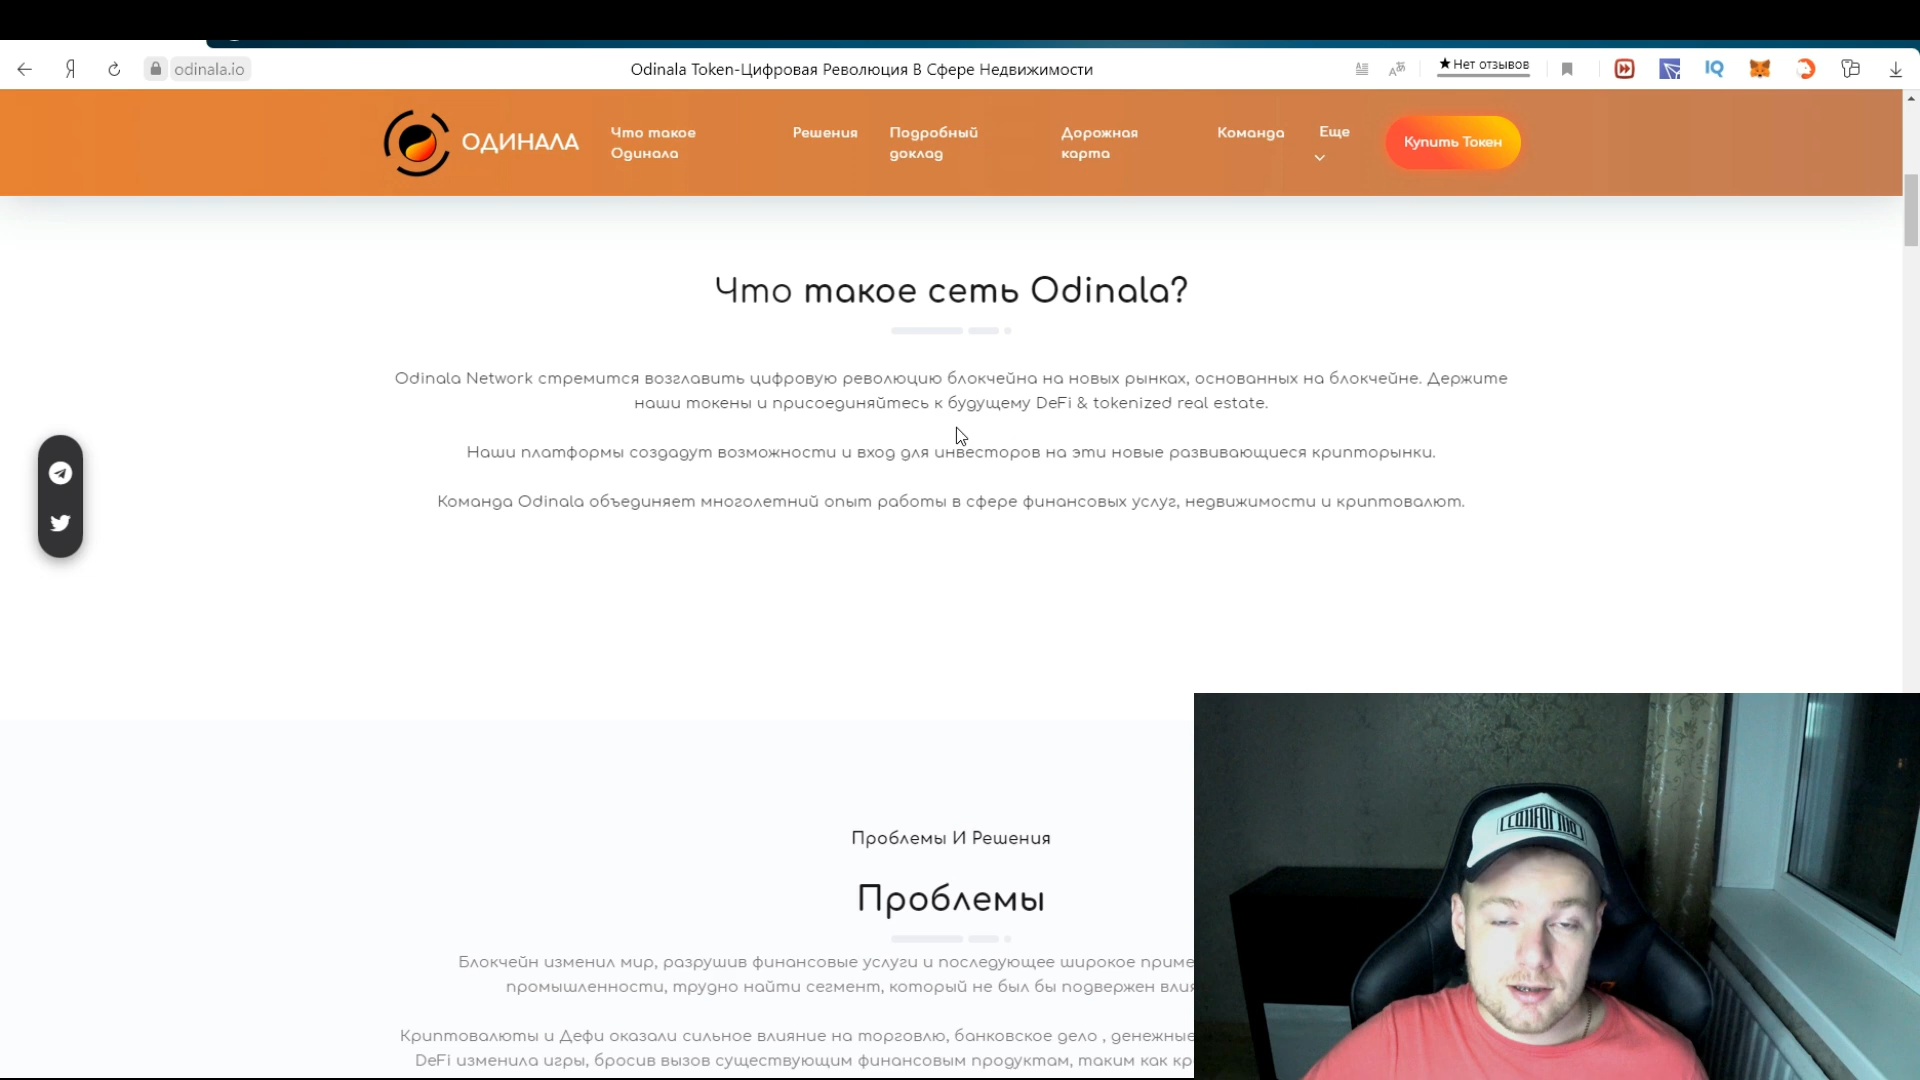 odinala.io
Odinala Token-Цифровая Революция В Сфере Недвижимости
★Нет отзывов
IQ
ОДИНАЛА
Что такое
Одинала
Решения
Подробный
доклад
Дорожная
карта
Команда
Еще
Купить Токен
Что такое сеть Odinala?
Odinala Network стремится возглавить цифровую революцию блокчейна на новых рынках, основанных на блокчейне. Держите
наши токены и присоединяйтесь к будущему DeFi & tokenized real estate.
Наши платформы создадут возможности и вход для инвесторов на эти новые развивающиеся крипторынки.
Команда Odinala объединяет многолетний опыт работы в сфере финансовых услуг, недвижимости и криптовалют.
Проблемы И Решения
Проблемы
Блокчейн изменил мир, разрушив финансовые услуги и последующее широкое приме
промышленности, трудно найти сегмент, который не был бы подвержен влия
Криптовалюты и Дефи оказали сильное влияние на торговлю, банковское дело , денежные
DeFi изменила игры, бросив вызов существующим финансовым продуктам, таким как кр